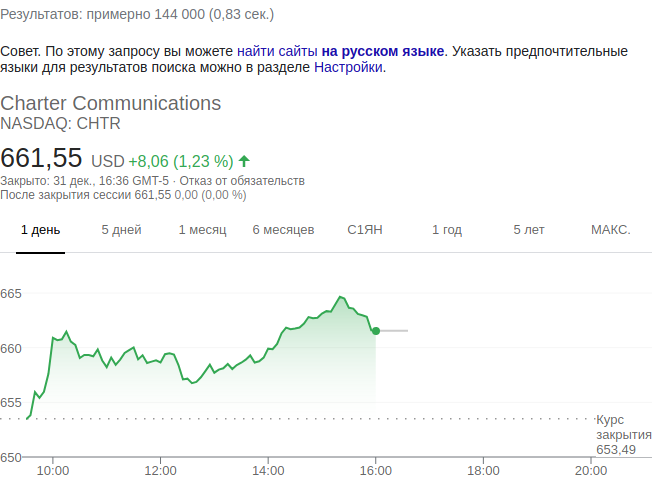 Результатов: примерно 144 000 (0,83 сек.)
Совет. По этому запросу вы можете найти сайты на русском языке. Указать предпочтительные
языки для результатов поиска можно в разделе Настройки.
Charter Communications
NASDAQ: CHTR
661,55 USD +8,06 (1,23 %)
Закрыто: 31 дек., 16:36 GMT-5 · Отказ от обязательств
После закрытия сессии 661,55 0,00 (0,00 %)
1 день 5 дней 1 месяц 6 месяцев С1ЯН 1 год 5 лет МАКС.
665
660
655
Курс
закрытия
653,49
650
10:00 12:00 14:00 16:00 18:00 20:00